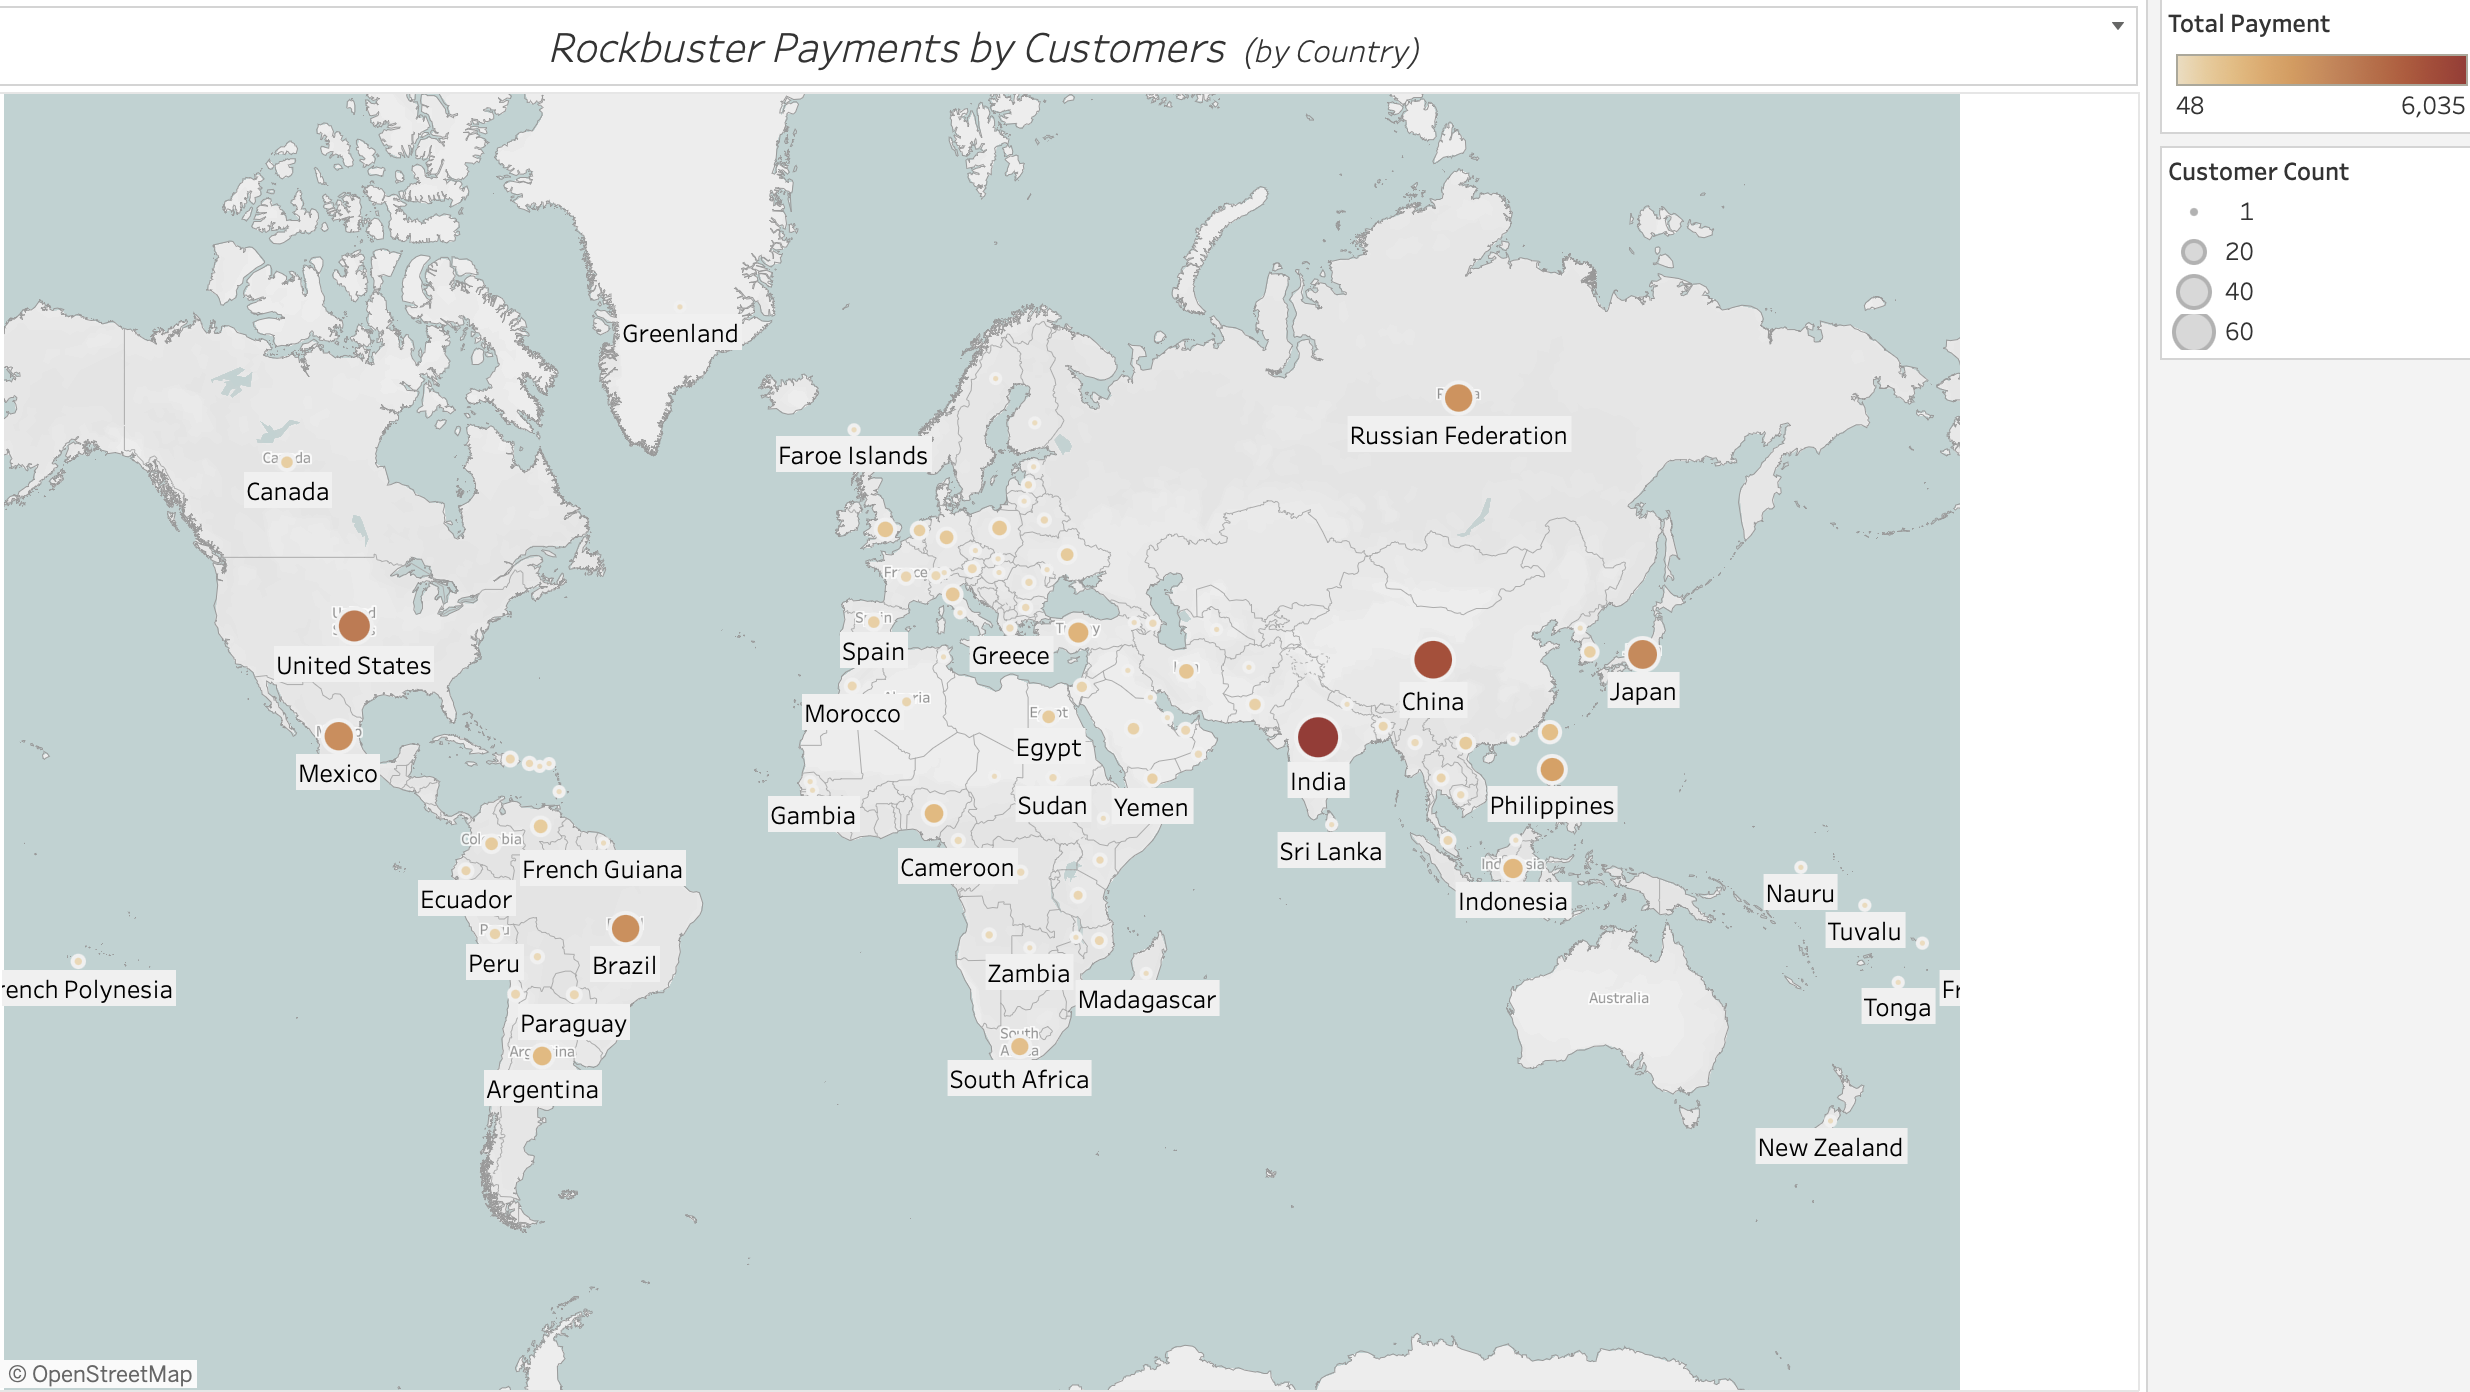 Rockbuster Payments by Customers (by Country)
Total Payment
48 6,035
Customer Count
1
20
40
60
Greenland
Faroe Islands
Russian Federation
Canada
United States
Spain
Greece
China
Japan
Morocco
Egypt
Mexico
India
Gambia
Sudan
Yemen
Philippines
Sri Lanka
Cameroon
French Guiana
Ecuador
Indonesia
Nauru
Tuvalu
Peru
Brazil
Zambia
Madagascar
rench Polynesia
Fr
Tonga
Australia
Paraguay
Argentina
South Africa
New Zealand
© OpenStreetMap